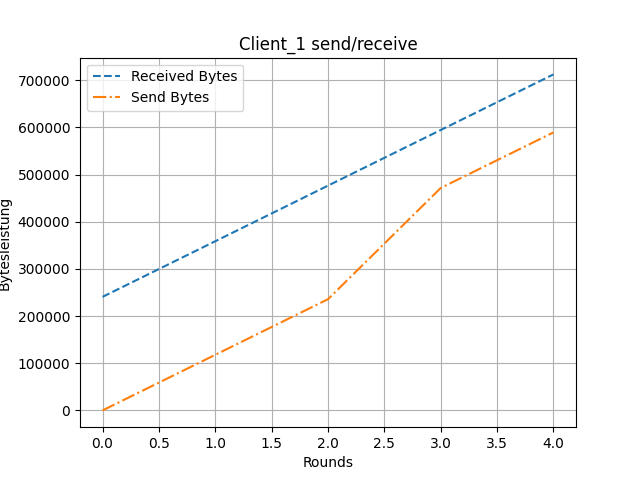 Client_1 send/receive
Received Bytes
Send Bytes
700000
600000
500000
400000
300000
200000
100000
0
Bytesleistung
0.0 0.5 1.0 1.5 2.0 2.5 3.0 3.5 4.0
Rounds